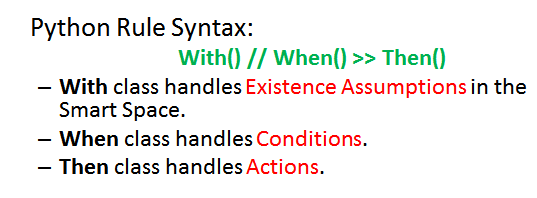 Python Rule Syntax:
With() // When() >> Then()
– With class handles Existence Assumptions in the
Smart Space.
– When class handles Conditions.
– Then class handles Actions.